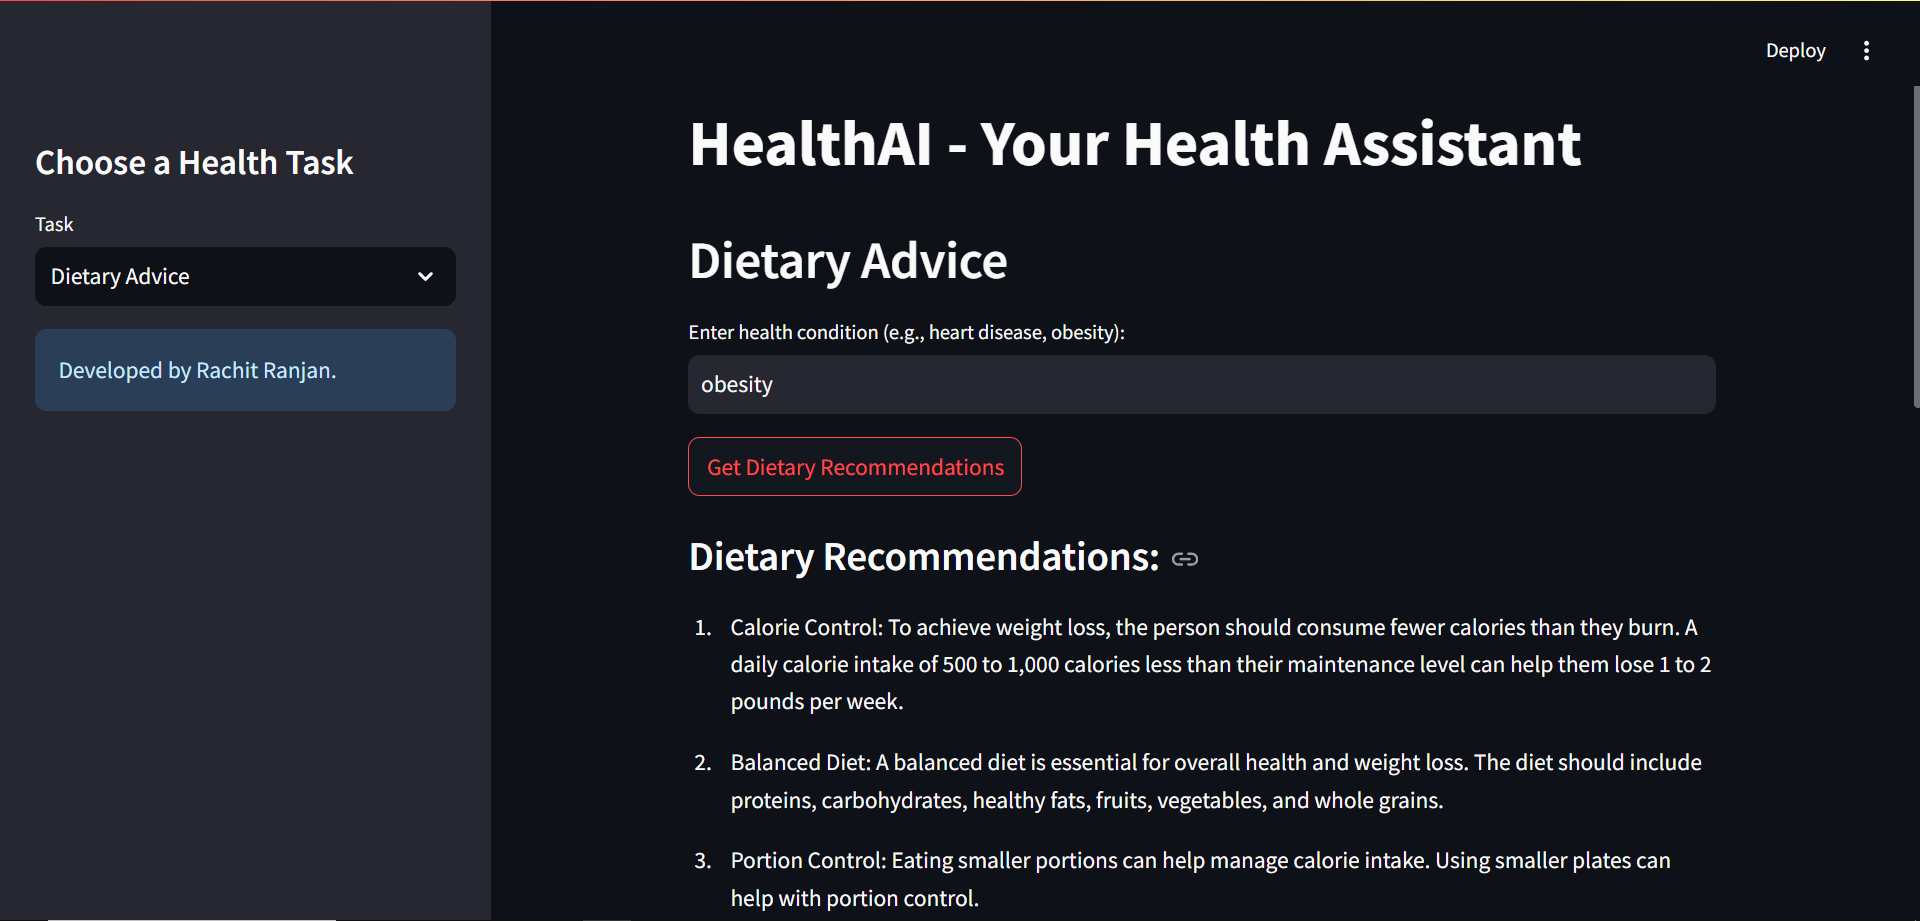 Deploy
Choose a Health Task
Task
Dietary Advice
Developed by Rachit Ranjan.
HealthAI - Your Health Assistant
Dietary Advice
Enter health condition (e.g., heart disease, obesity):
obesity
Get Dietary Recommendations
Dietary Recommendations:
1. Calorie Control: To achieve weight loss, the person should consume fewer calories than they burn. A
daily calorie intake of 500 to 1,000 calories less than their maintenance level can help them lose 1 to 2
pounds per week.
2. Balanced Diet: A balanced diet is essential for overall health and weight loss. The diet should include
proteins, carbohydrates, healthy fats, fruits, vegetables, and whole grains.
3. Portion Control: Eating smaller portions can help manage calorie intake. Using smaller plates can
help with portion control.